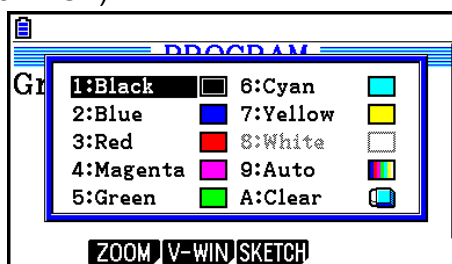 PROGRAM
Gr
1:Black 6:Cyan
2:Blue 7:Yellow
3:Red 8:White
4:Magenta 9:Auto
5:Green A:Clear
ZOOM V-WIN SKETCH